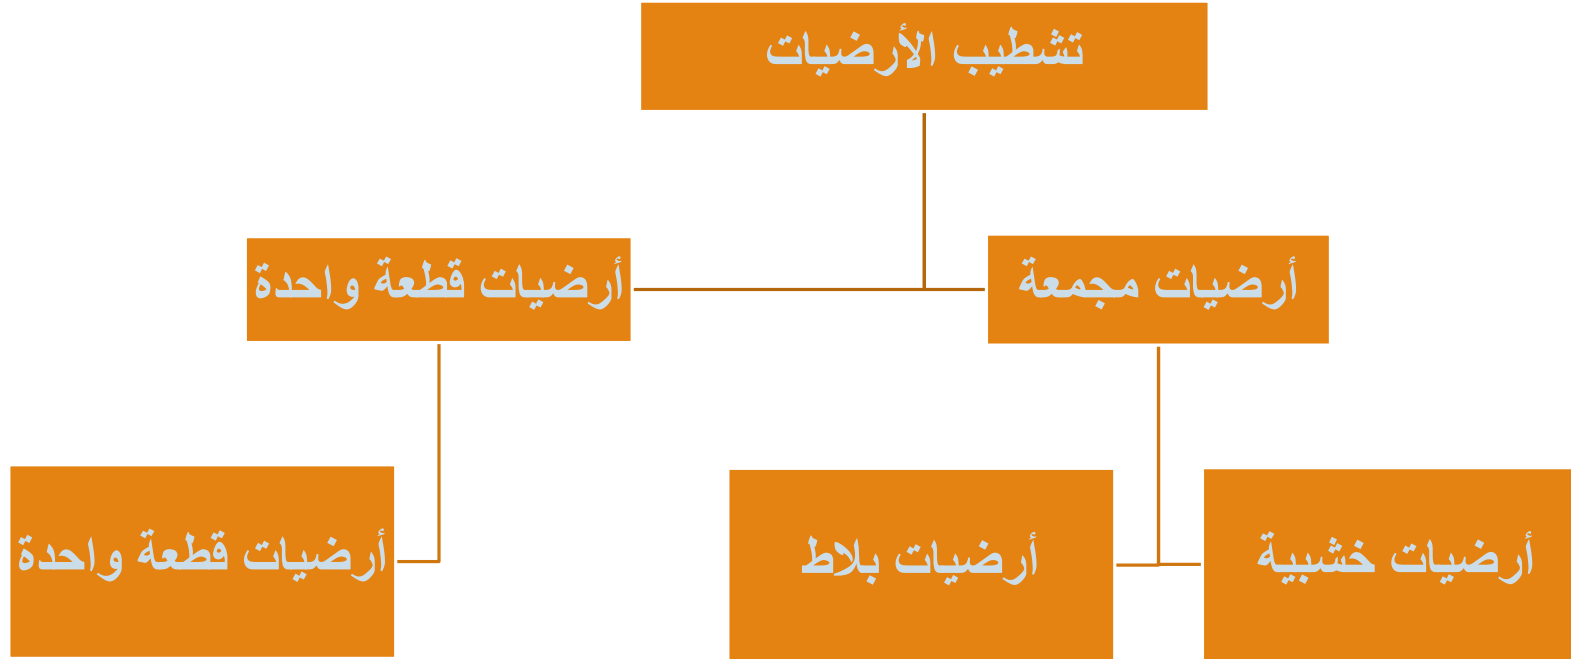 تشطيب الأرضيات
أرضيات مجمعة
أرضيات قطعة واحدة
أرضيات خشبية
أرضيات بلاط
أرضيات قطعة واحدة